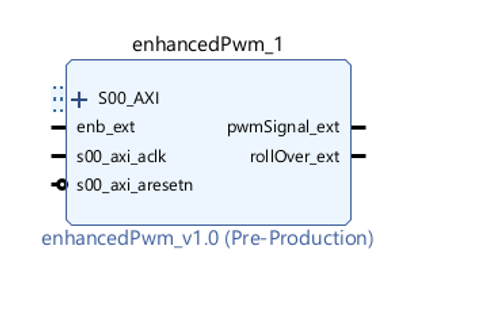 enhancedPwm_1
S00_AXI
enb_ext pwmSignal_ext
s00_axi_aclk rollOver_ext
s00_axi_aresetn
enhancedPwm_v1.0 (Pre-Production)